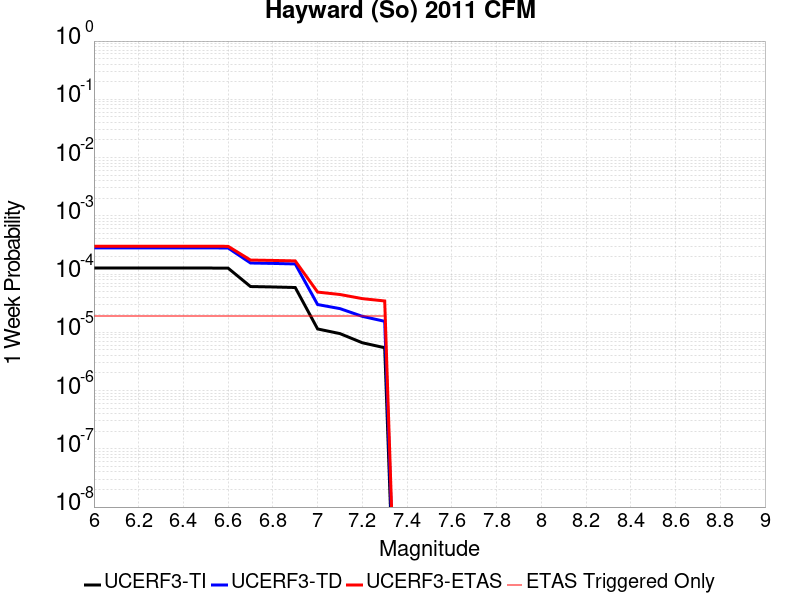 Hayward (So) 2011 CFM
10^0
10^-1
10^-2
10^-3
10^-4
10^-5
10^-6
10^-7
10^-8
1 Week Probability
6 6.2 6.4 6.6 6.8 7 7.2 7.4 7.6 7.8 8 8.2 8.4 8.6 8.8 9
Magnitude
UCERF3-TI UCERF3-TD UCERF3-ETAS ETAS Triggered Only